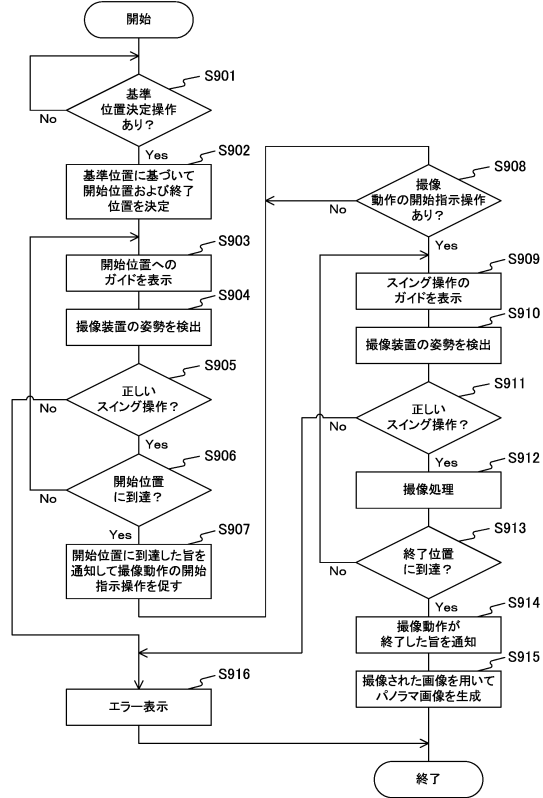 開始
S901
基準
位置決定操作
あり？
No
Yes
S902
基準位置に基づいて
開始位置および終了
位置を決定
S903
開始位置への
ガイドを表示
S904
撮像装置の姿勢を検出
S905
正しい
スイング操作？
No
Yes
S906
開始位置
に到達？
No
Yes
S907
開始位置に到達した旨を
通知して撮像動作の開始
指示操作を促す
S908
撮像
動作の開始指示操作
あり？
No
Yes
S909
スイング操作の
ガイドを表示
S910
撮像装置の姿勢を検出
S911
正しい
スイング操作？
No
Yes
S912
撮像処理
S913
終了位置
に到達？
No
Yes
S914
撮像動作が
終了した旨を通知
S915
撮像された画像を用いて
パノラマ画像を生成
S916
エラー表示
終了